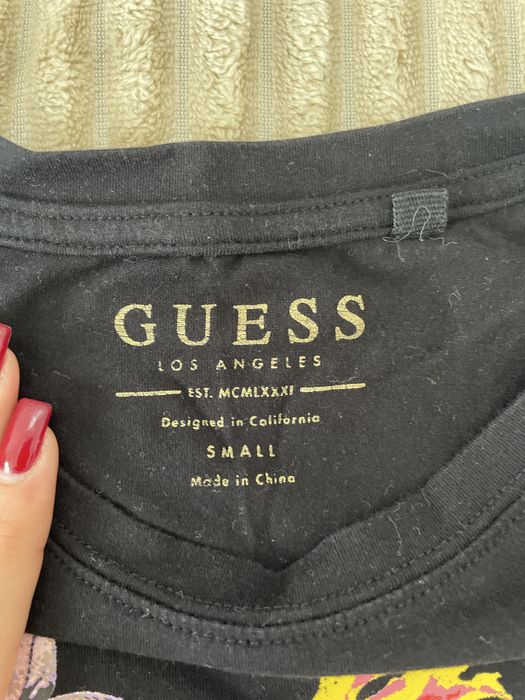 GUESS
LOS ANGELES
EST. MCMLXXXI
Designed in California
SMALL
Made in China